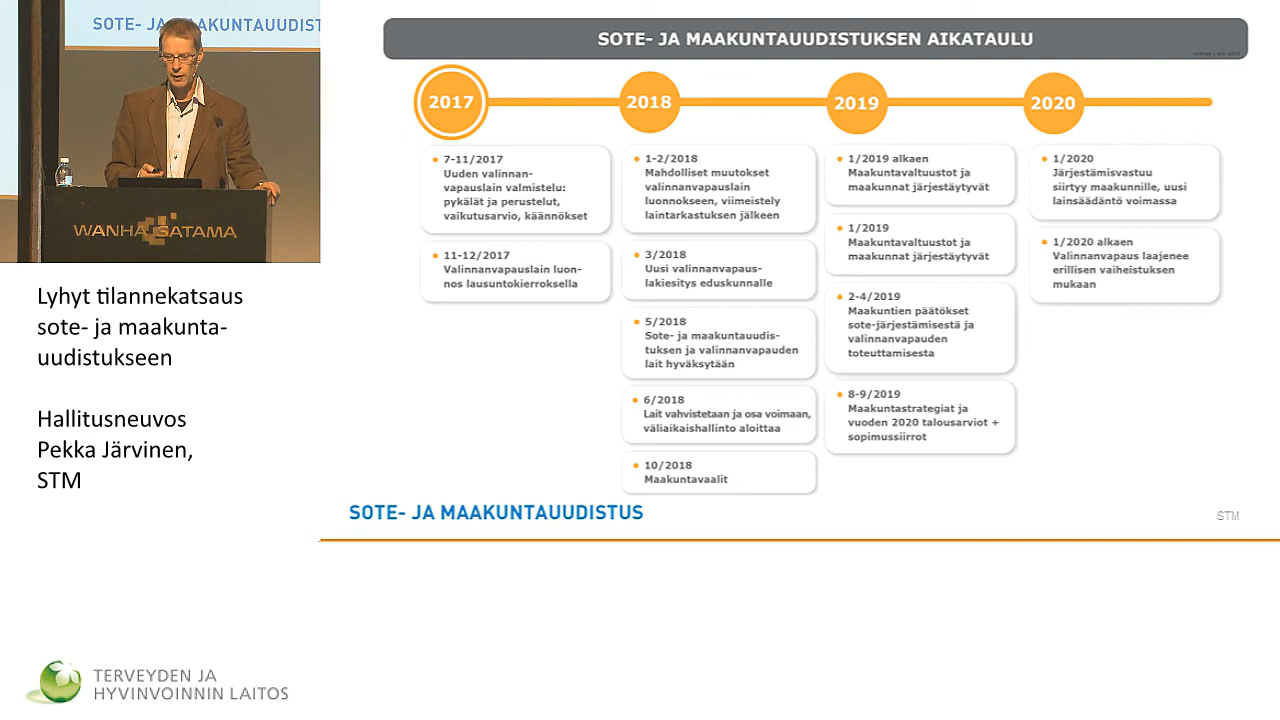 SOTE- JA MAAKUNTAUUDIST
WANHA SATAMA
Lyhyt tilannekatsaus
sote- ja maakunta-
uudistukseen
Hallitusneuvos
Pekka Järvinen,
STM
SOTE- JA MAAKUNTAUUDISTUKSEN AIKATAULU
2017
2018
2019
2020
7-11/2017
Uuden valinnan-
vapauslain valmistelu:
pykälät ja perustelut,
vaikutusarvio, käännökset
11-12/2017
Valinnanvapauslain luon-
nos lausuntokierroksella
1-2/2018
Mahdolliset muutokset
valinnanvapauslain
luonnokseen, viimeistely
laintarkastuksen jälkeen
3/2018
Uusi valinnanvapaus-
lakiesitys eduskunnalle
5/2018
Sote- ja maakuntauudis-
tuksen ja valinnanvapauden
lait hyväksytään
6/2018
Lait vahvistetaan ja osa voimaan,
väliaikaishallinto aloittaa
10/2018
Maakuntavaalit
1/2019 alkaen
Maakuntavaltuustot ja
maakunnat järjestäytyvät
1/2019
Maakuntavaltuustot ja
maakunnat järjestäytyvät
2-4/2019
Maakuntien päätökset
sote-järjestämisestä ja
valinnanvapauden
toteuttamisesta
8-9/2019
Maakuntastrategiat ja
vuoden 2020 talousarviot +
sopimussiirrot
1/2020
Järjestämisvastuu
siirtyy maakunnille, uusi
lainsäädäntö voimassa
1/2020 alkaen
Valinnanvapaus laajenee
erillisen vaiheistuksen
mukaan
SOTE- JA MAAKUNTAUUDISTUS
STM
TERVEYDEN JA
HYVINVOINNIN LAITOS